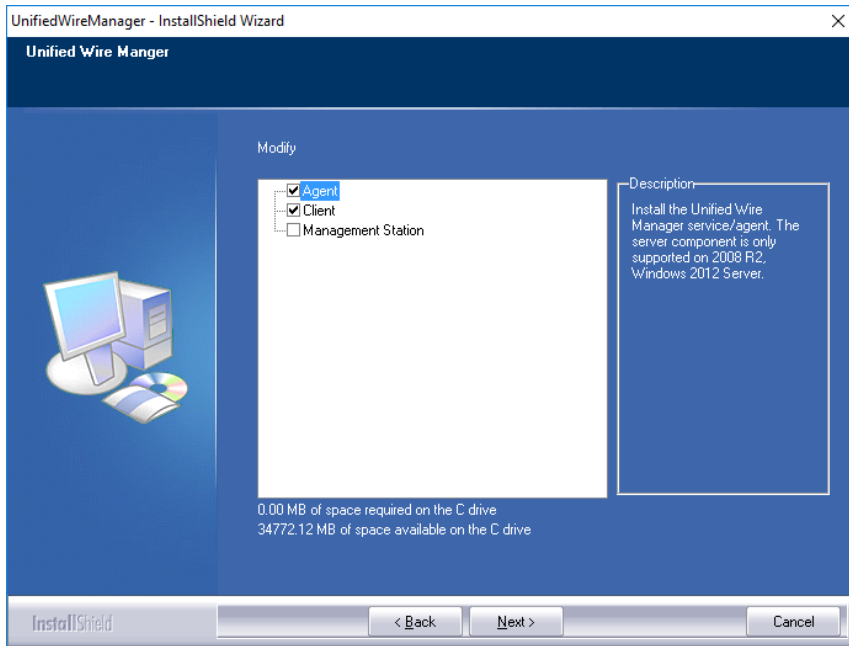 UnifiedWireManager - InstallShield Wizard
Unified Wire Manger
Modify
Agent
Client
Management Station
Description
Install the Unified Wire
Manager service/agent. The
server component is only
supported on 2008 R2,
Windows 2012 Server.
0.00 MB of space required on the C drive
34772.12 MB of space available on the C drive
InstallShield
< Back
Next >
Cancel